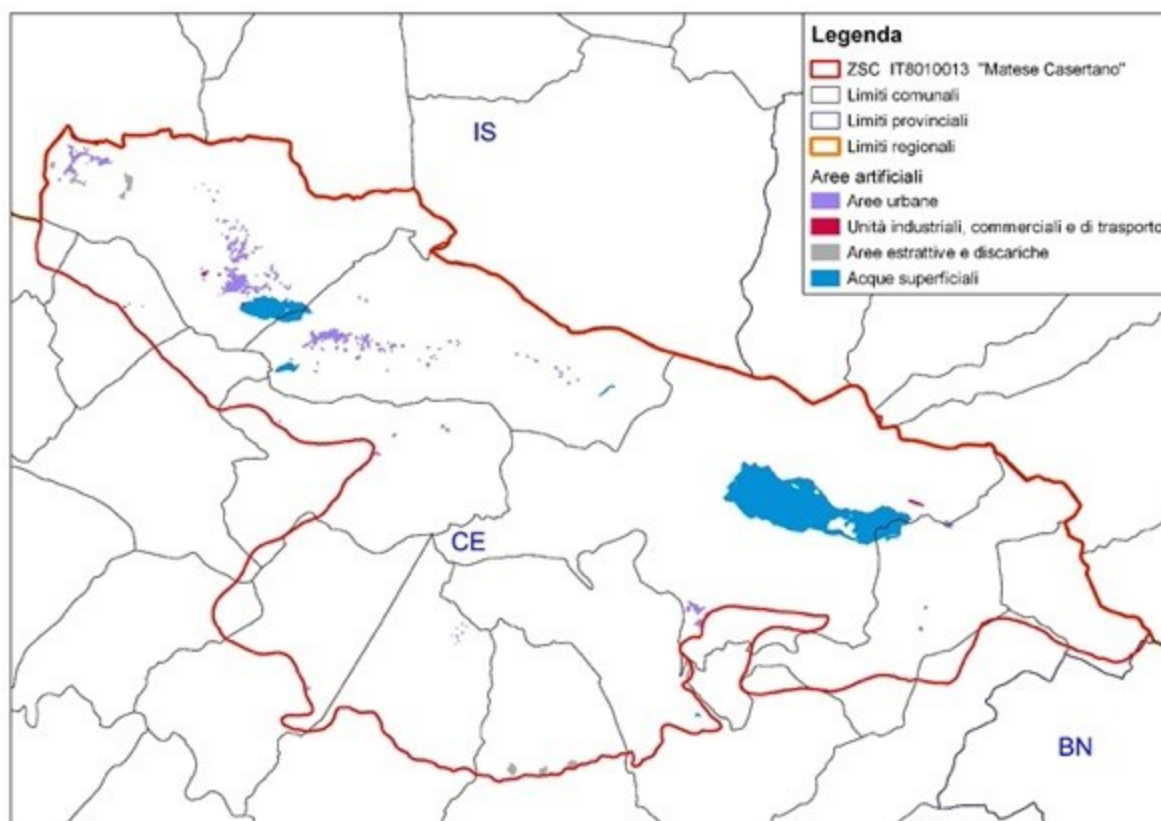 Legenda
ZSC IT8010013 "Matese Casertano"
Limiti comunali
Limiti provinciali
Limiti regionali
Aree artificiali
Aree urbane
Unità industriali, commerciali e di trasporto
Aree estrattive e discariche
Acque superficiali
IS
CE
BN